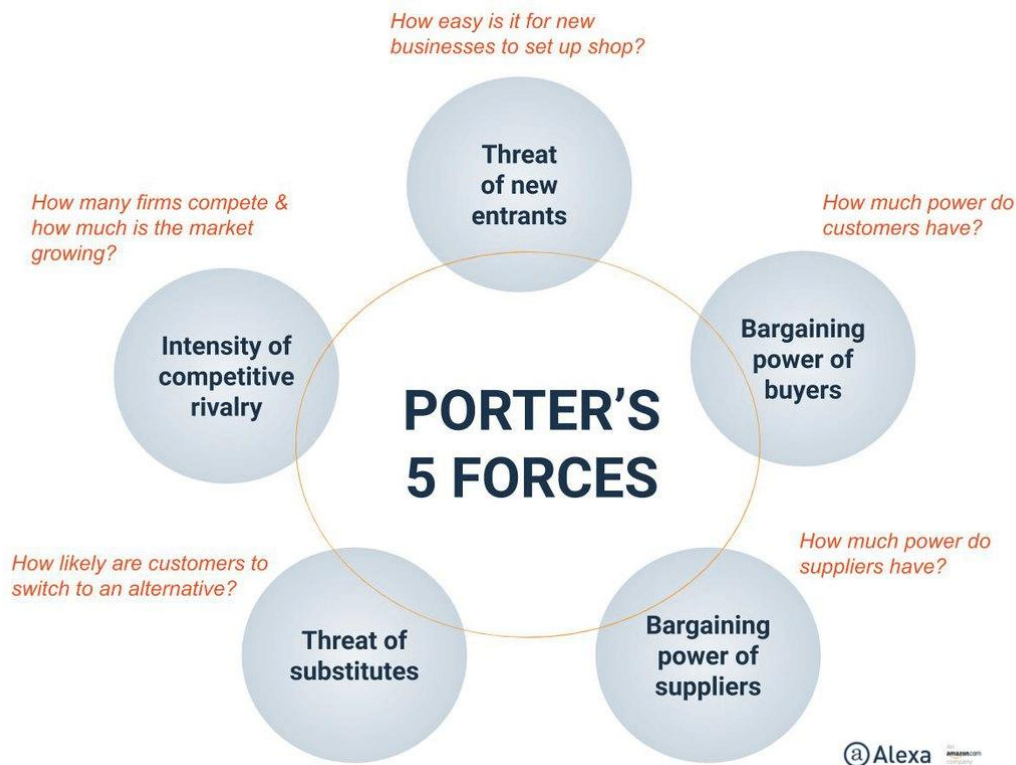 How easy is it for new
businesses to set up shop?
Threat
of new
entrants
How many firms compete &
how much is the market
growing?
How much power do
customers have?
Intensity of
competitive
rivalry
Bargaining
power of
buyers
PORTER’S
5 FORCES
How likely are customers to
switch to an alternative?
How much power do
suppliers have?
Threat of
substitutes
Bargaining
power of
suppliers
Alexa
amazon.com
company